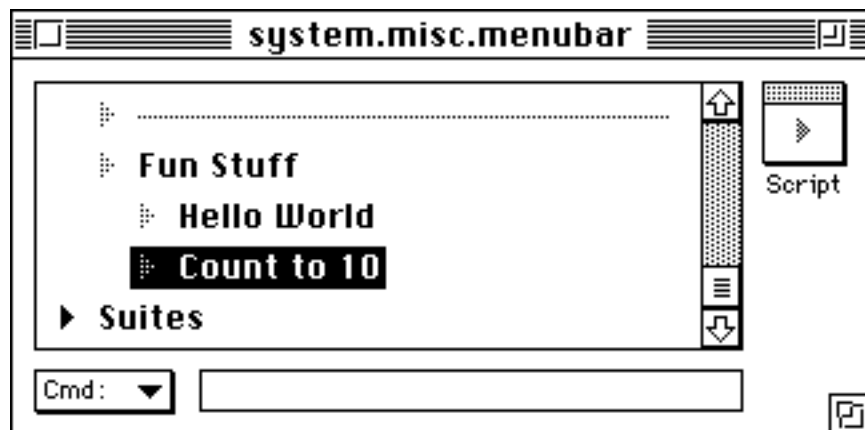 system.misc.menubar
Fun Stuff
Hello World
Count to 10
Suites
Script
Cmd: